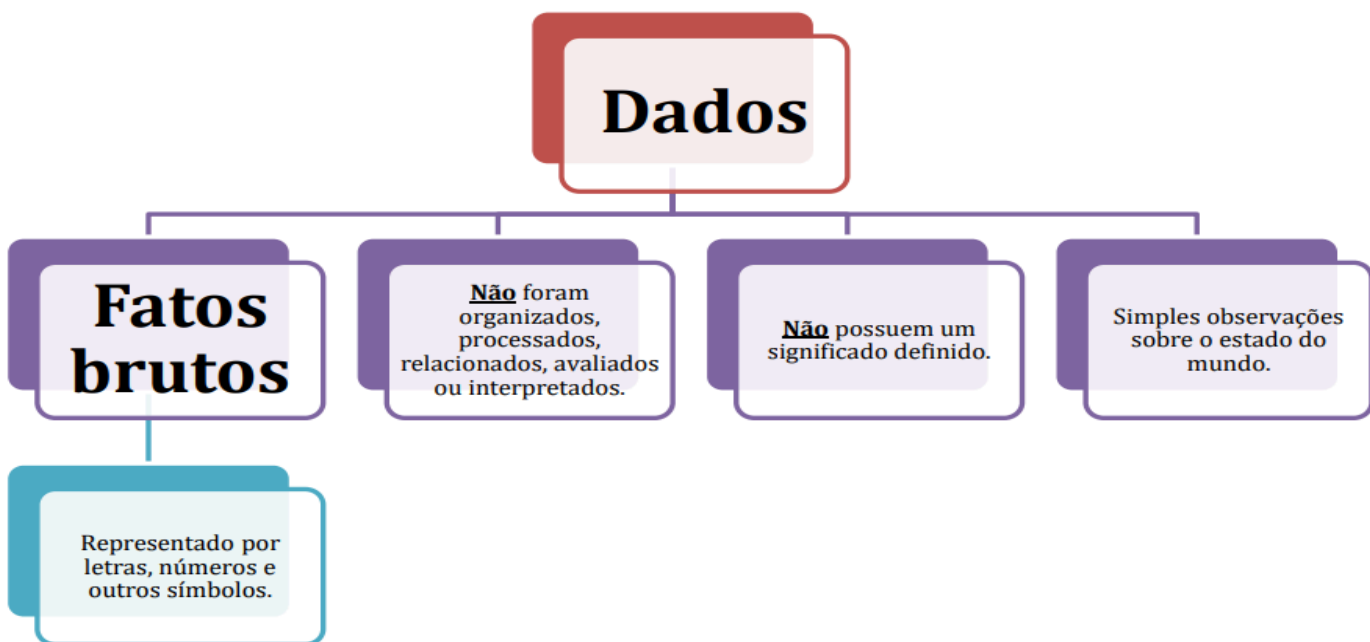 Dados
Fatos
brutos
Não foram
organizados,
processados,
relacionados, avaliados
ou interpretados.
Não possuem um
significado definido.
Simples observações
sobre o estado do
mundo.
Representado por
letras, números e
outros símbolos.